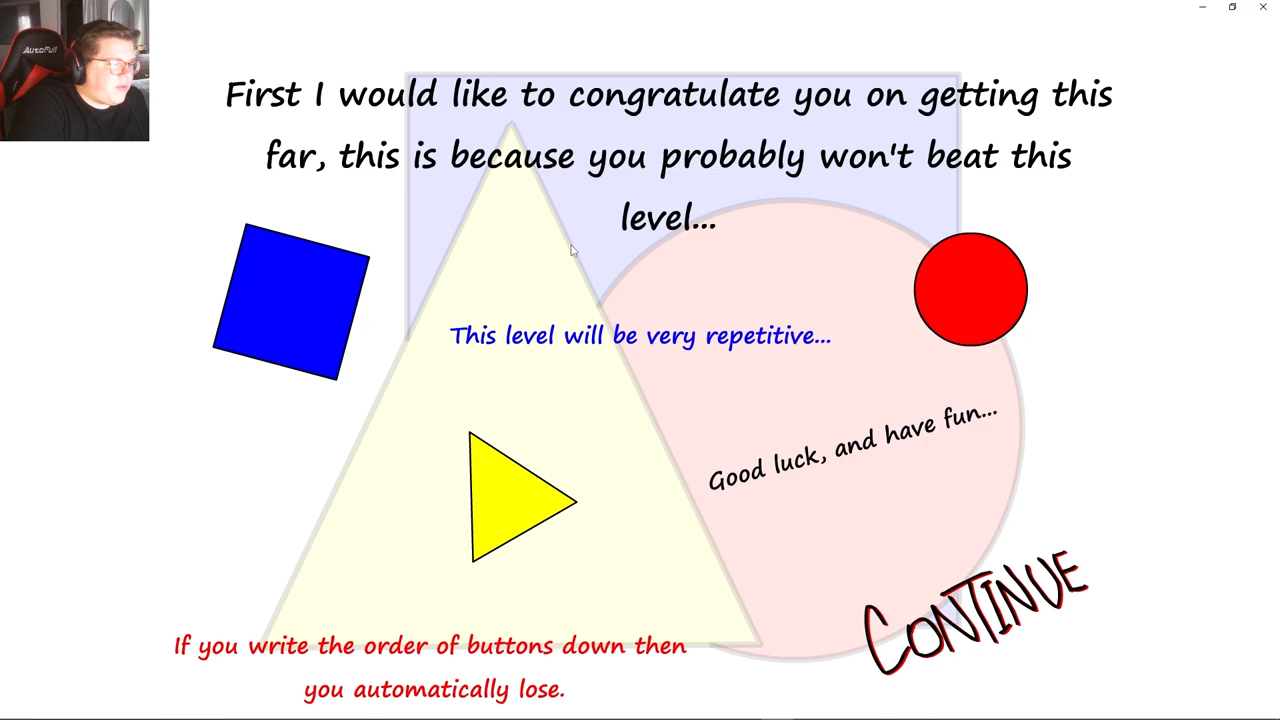 AutoFull
First I would like to congratulate you on getting this
far, this is because you probably won't beat this
level...
This level will be very repetitive...
Good luck, and have fun...
CONTINUE
If you write the order of buttons down then
you automatically lose.